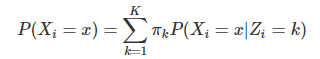 P(X_i = x) = \sum_{k=1}^{K} \pi_k P(X_i = x|Z_i = k)